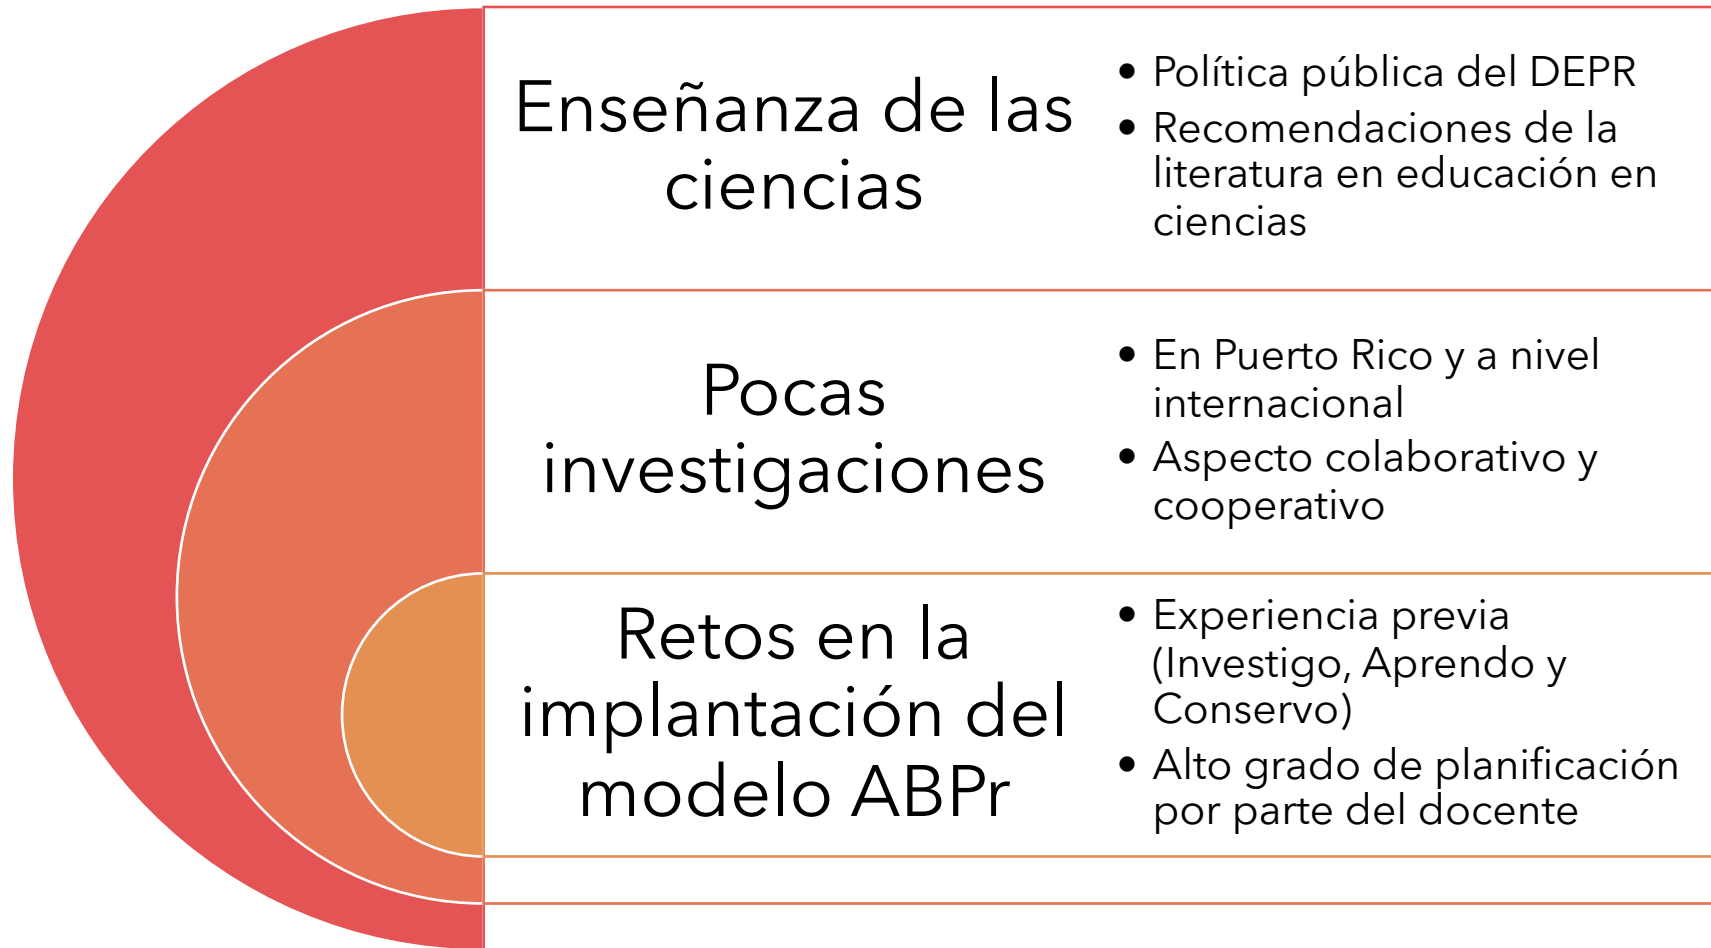 Enseñanza de las
ciencias
• Política pública del DEPR
• Recomendaciones de la
literatura en educación en
ciencias
Pocas
investigaciones
• En Puerto Rico y a nivel
internacional
• Aspecto colaborativo y
cooperativo
Retos en la
implantación del
modelo ABPr
• Experiencia previa
(Investigo, Aprendo y
Conservo)
• Alto grado de planificación
por parte del docente